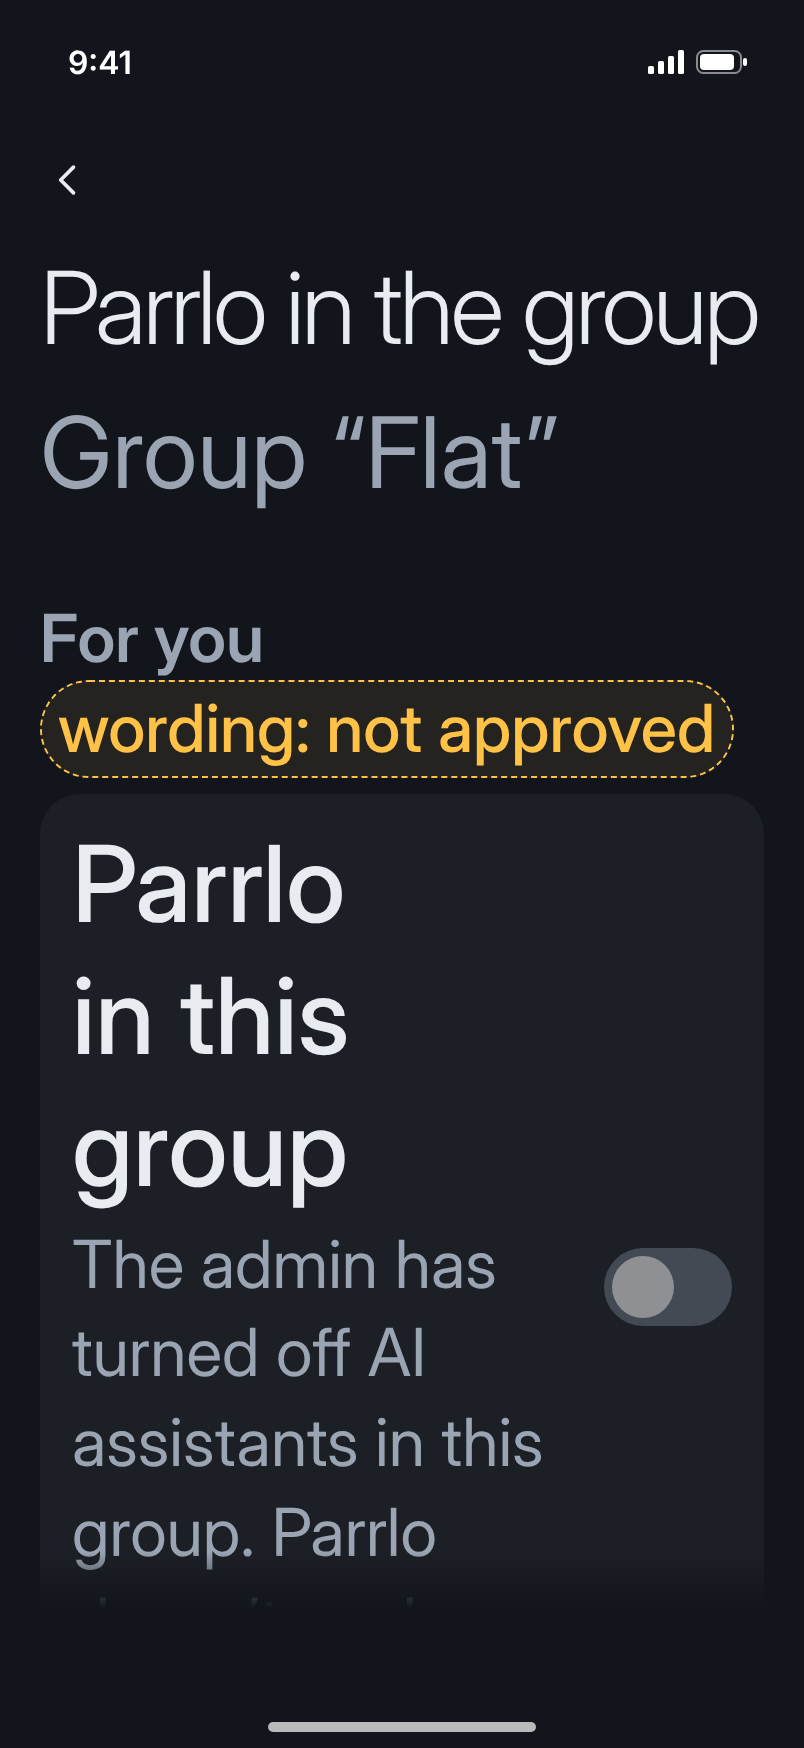 9:41
Parrlo in the group
Group “Flat”
For you
wording: not approved
Parrlo
in this
group
The admin has
turned off AI
assistants in this
group. Parrlo